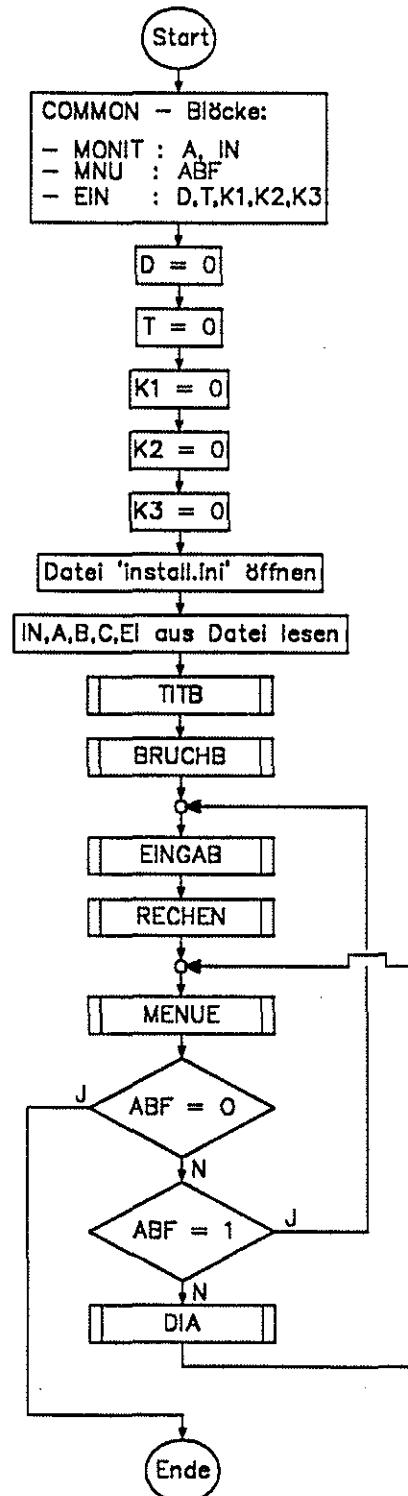 Start
COMMON – Blöcke:
– MONIT : A, IN
– MNU : ABF
– EIN : D,T,K1,K2,K3
D = 0
T = 0
K1 = 0
K2 = 0
K3 = 0
Datei 'install.ini' öffnen
IN,A,B,C,EI aus Datei lesen
TITB
BRUCHB
EINGAB
RECHEN
MENUE
J
ABF = 0
N
ABF = 1
J
N
DIA
Ende